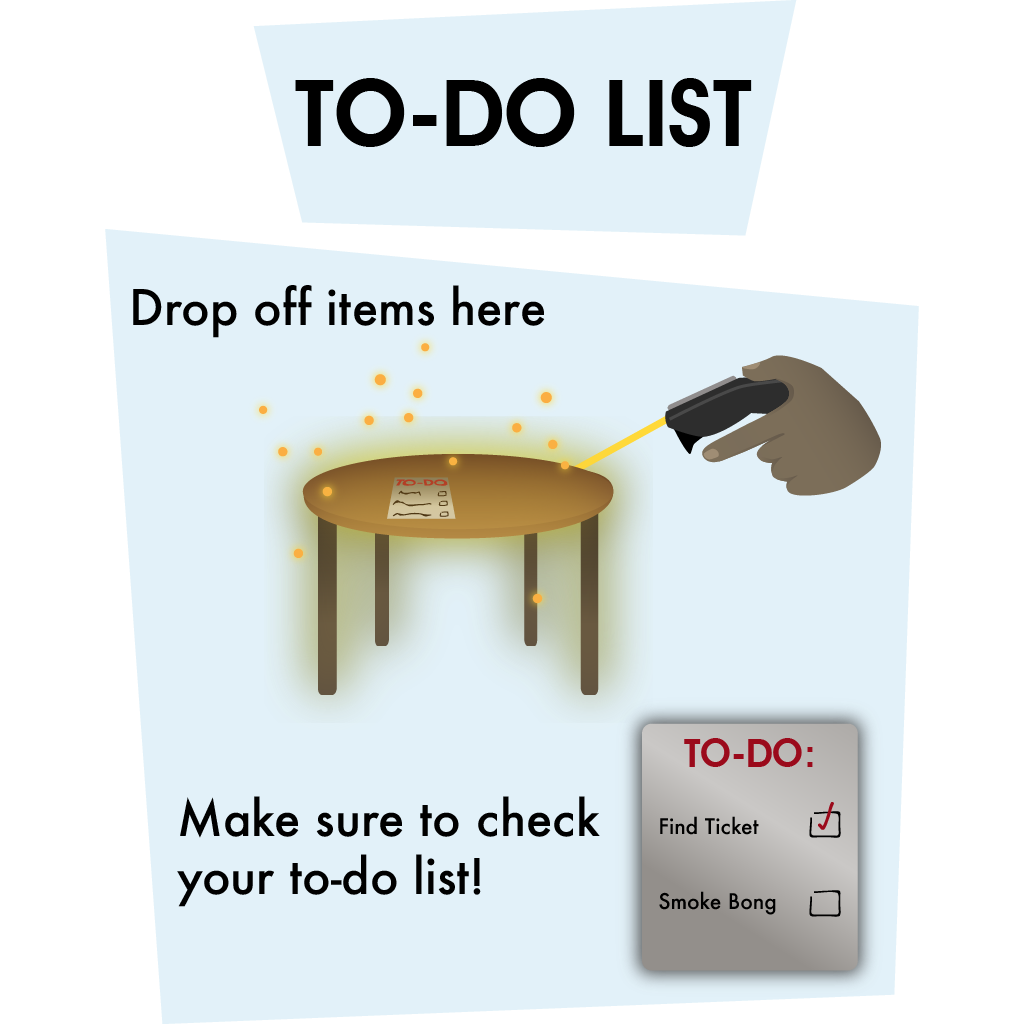 TO-DO LIST
Drop off items here
TO-DO
Make sure to check
your to-do list!
TO-DO:
Find Ticket
Smoke Bong